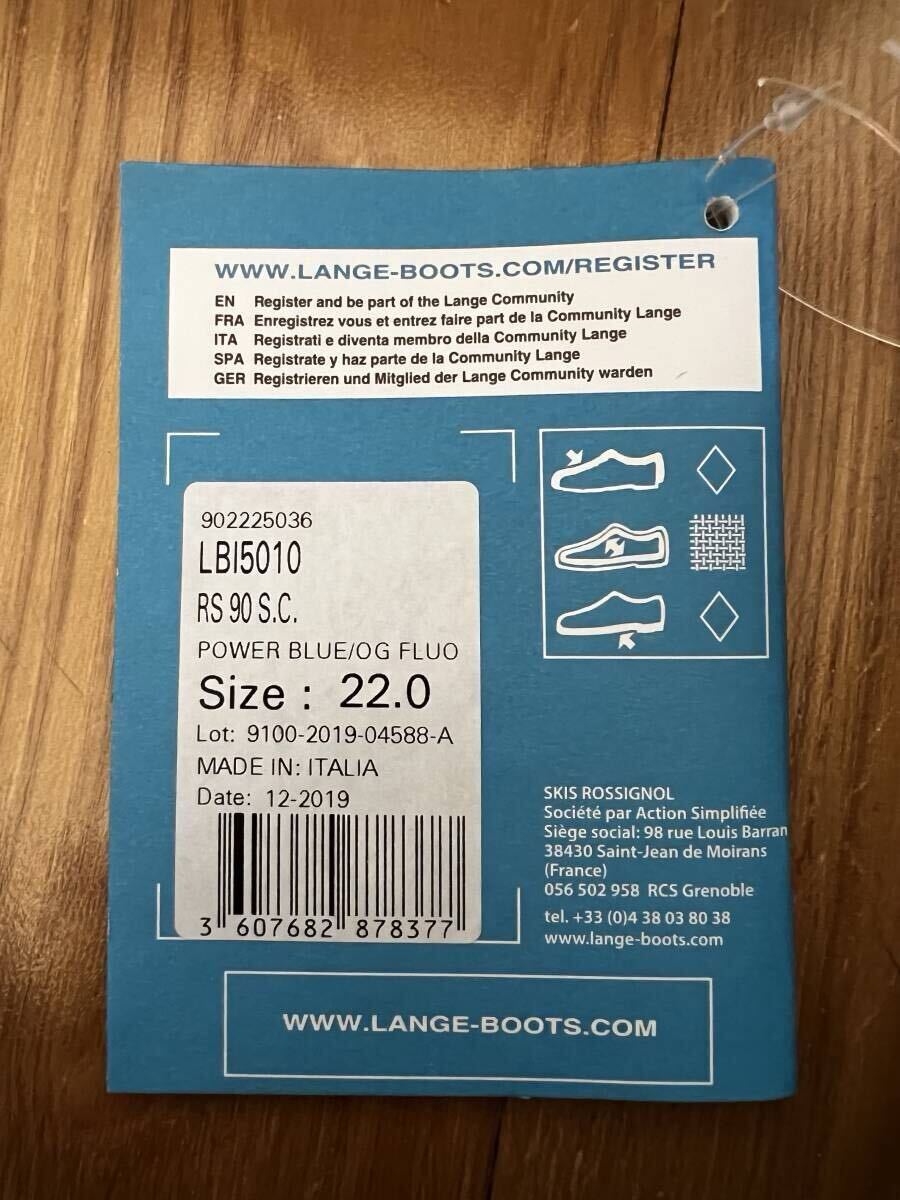 WWW.LANGE-BOOTS.COM/REGISTER
EN Register and be part of the Lange Community
FRA Enregistrez vous et entrez faire part de la Community Lange
ITA Registrati e diventa membro della Community Lange
SPA Registrate y haz parte de la Community Lange
GER Registrieren und Mitglied der Lange Community warden
902225036
LBI5010
RS 90 S.C.
POWER BLUE/OG FLUO
Size : 22.0
Lot: 9100-2019-04588-A
MADE IN: ITALIA
Date: 12-2019
3 607682 878377
SKIS ROSSIGNOL
Société par Action Simplifiée
Siège social: 98 rue Louis Barran
38430 Saint-Jean de Moirans
(France)
056 502 958 RCS Grenoble
tel. +33 (0)4 38 03 80 38
www.lange-boots.com
WWW.LANGE-BOOTS.COM